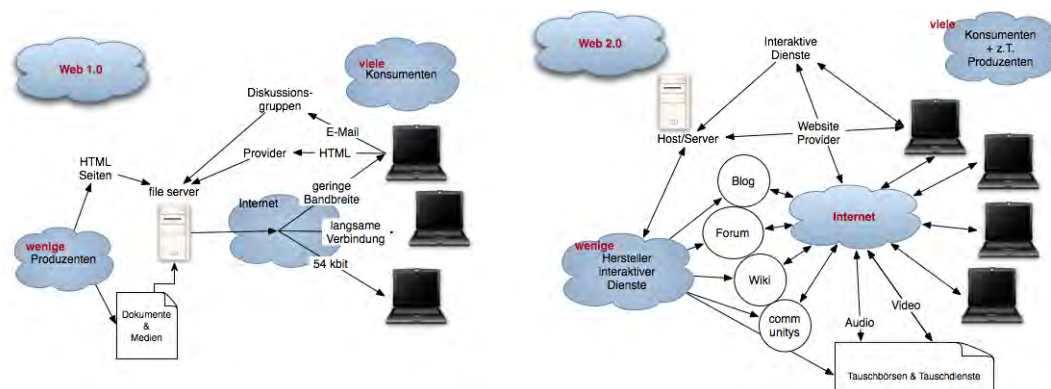 Web 1.0
viele
Konsumenten
Diskussions-
gruppen
E-Mail
Provider
HTML
HTML
Seiten
file server
geringe
Bandbreite
Internet
langsame
Verbindung
wenige
Produzenten
54 kbit
Dokumente
&
Medien
Web 2.0
Interaktive
Dienste
viele
Konsumenten
+ z.T.
Produzenten
Host/Server
Website
Provider
Blog
Internet
Forum
wenige
Hersteller
interaktiver
Dienste
Wiki
comm
unitys
Audio
Video
Tauschbörsen & Tauschdienste